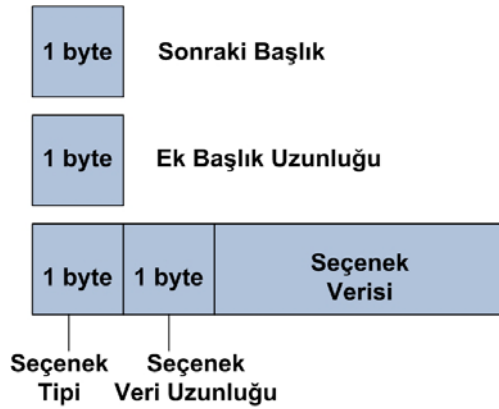 1 byte Sonraki Başlık
1 byte Ek Başlık Uzunluğu
1 byte 1 byte Seçenek
Verisi
Seçenek Seçenek
Tipi Veri Uzunluğu